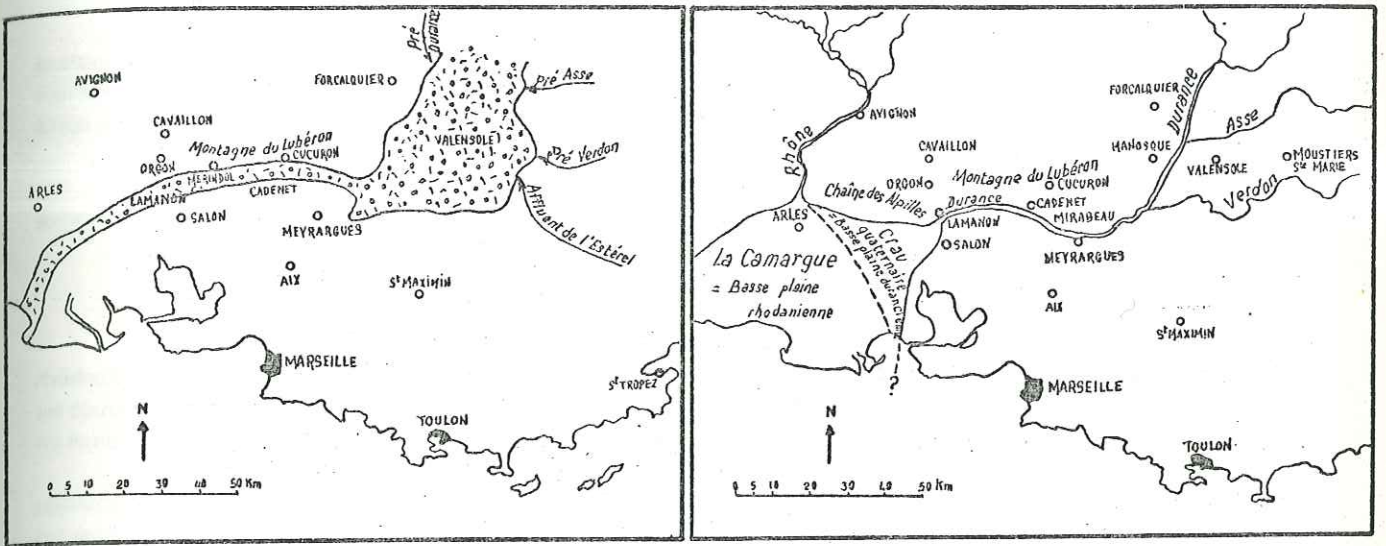 Pré
Durance
FORCALQUIER
AVIGNON
Pré Asse
CAVAILLON
Montagne du Lubéron
VALENSOLE
ORGON
CUCURON
Pré Verdon
MERINDOL
ARLES
LAMANON
CADENET
SALON
MEYRARGUES
Affluent de l'Estérel
AIX
St MAXIMIN
MARSEILLE
St TROPEZ
N
TOULON
0 5 10 20 30 40 50 Km
Rhône
AVIGNON
FORCALQUIER
Durance
Asse
CAVAILLON
MANOSQUE
VALENSOLE
MOUSTIERS
Ste MARIE
ORGON
Montagne du Lubéron
CUCURON
Verdon
Chaîne des Alpilles
Durance
CADENET
MIRABEAU
ARLES
LAMANON
SALON
MEYRARGUES
Crau
quaternaire
= Basse plaine durancienne
La Camargue
= Basse plaine
rhodanienne
AIX
St MAXIMIN
?
MARSEILLE
N
TOULON
0 5 10 20 30 40 50 Km